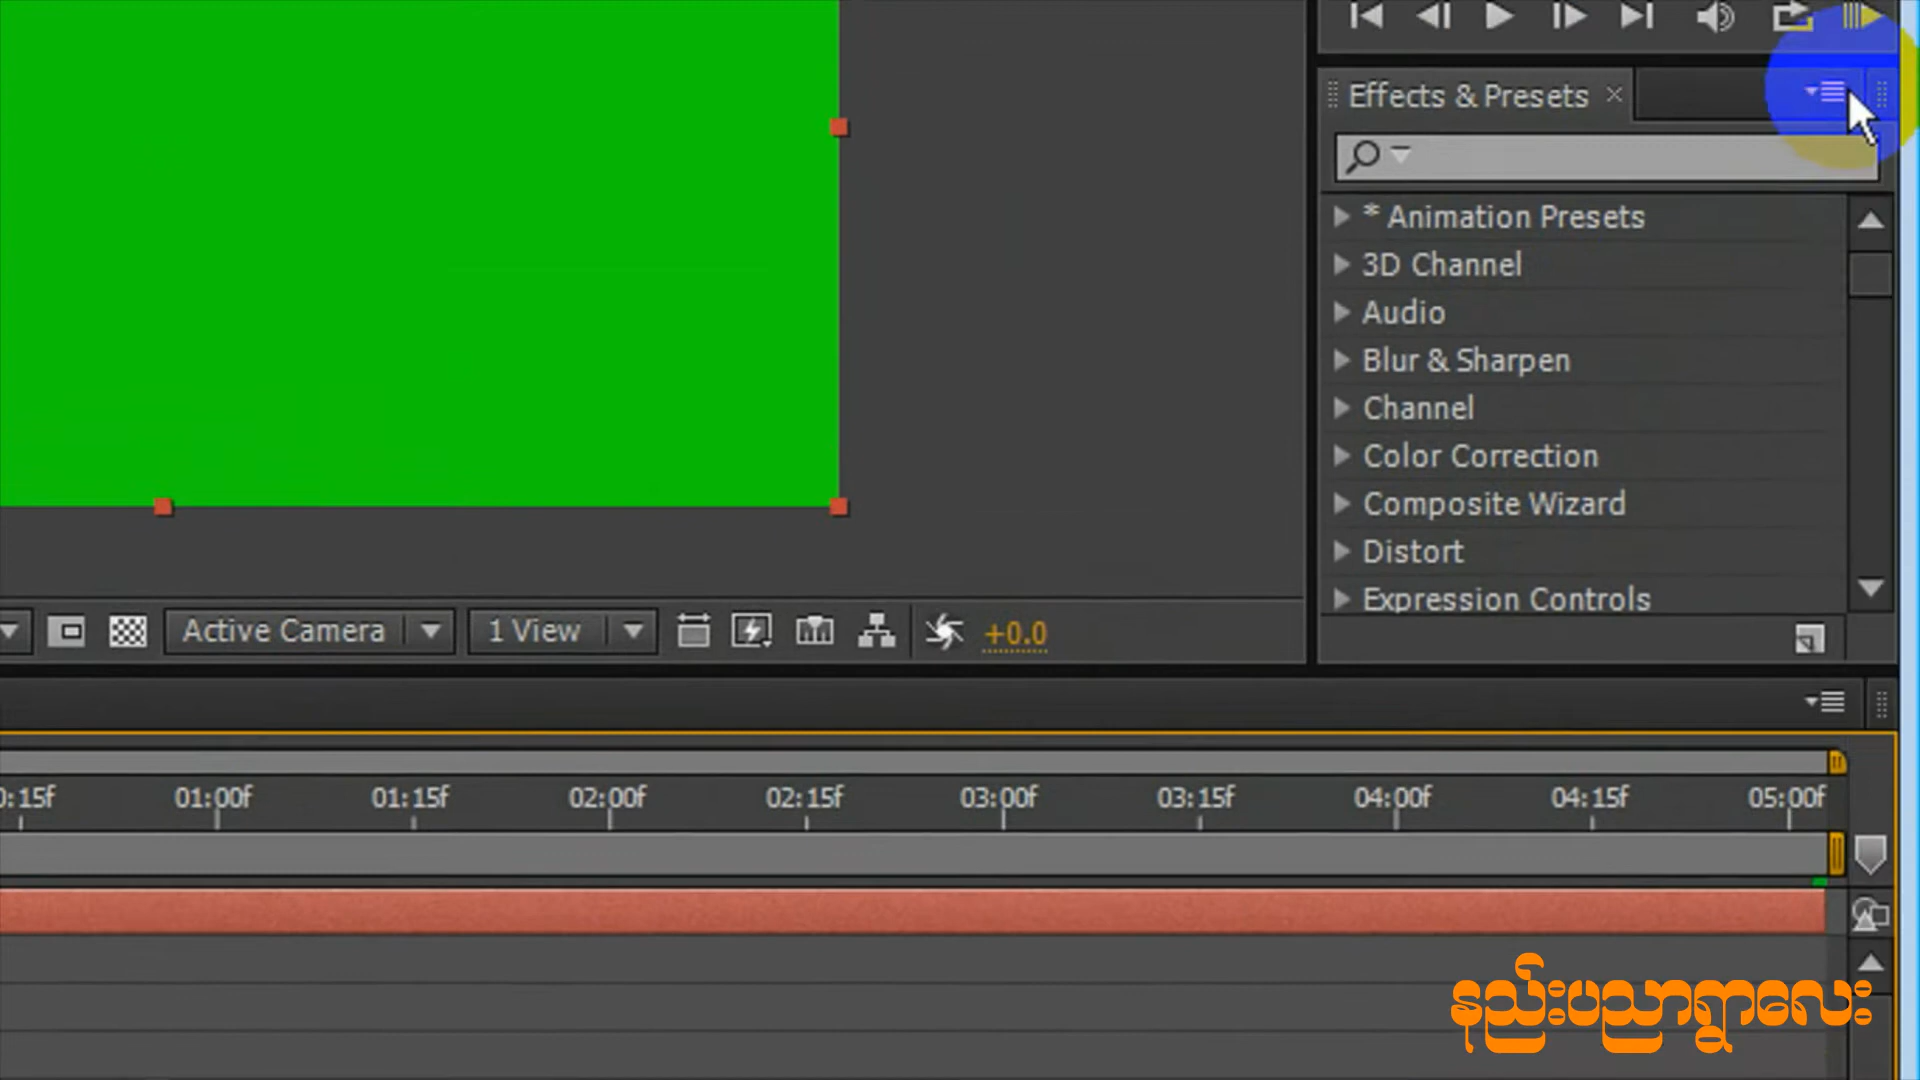 Effects & Presets
* Animation Presets
3D Channel
Audio
Blur & Sharpen
Channel
Color Correction
Composite Wizard
Distort
Expression Controls
Active Camera
1 View
+0.0
0:15f 01:00f 01:15f 02:00f 02:15f 03:00f 03:15f 04:00f 04:15f 05:00f
နည်းပညာရွာလေး